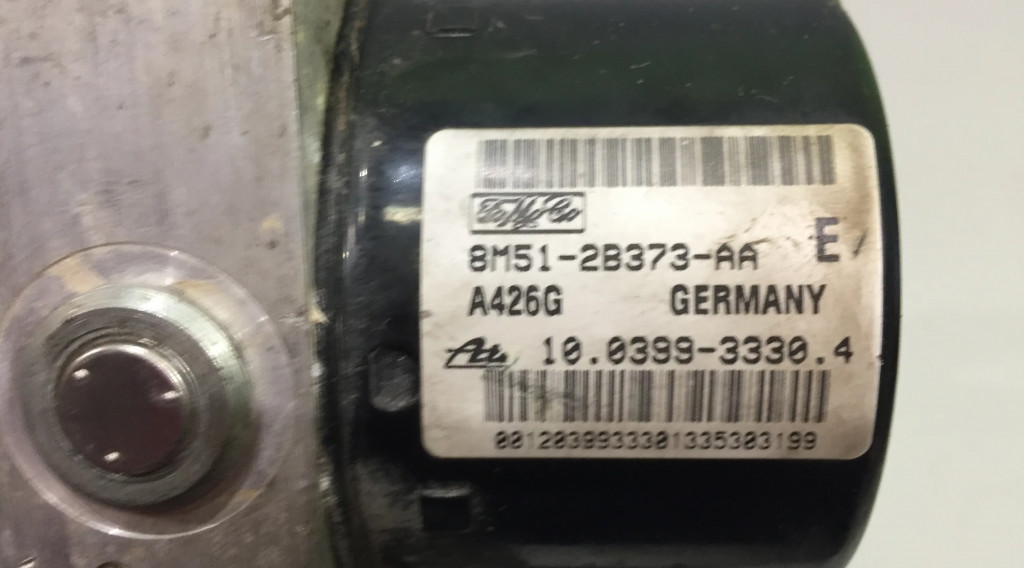 FoMoCo
8M51-2B373-AA E
A426G GERMANY
Ate 10.0399-3330.4
0012039933301335303199